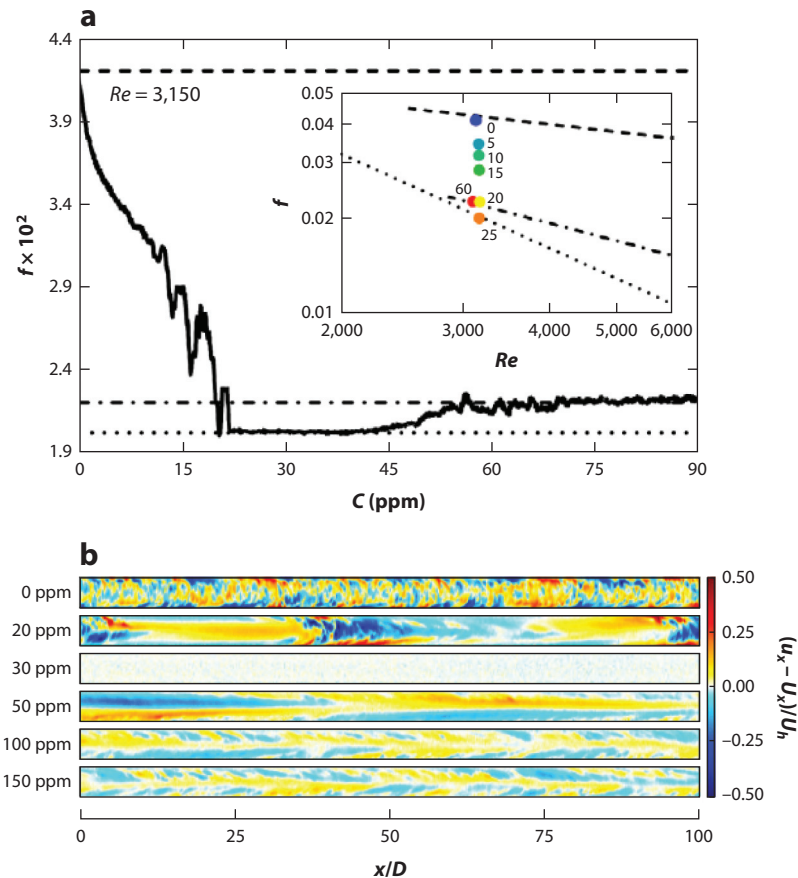 a
4.4
3.9
3.4
2.9
2.4
1.9
f × 10²
Re = 3,150
0.05
0.04
0.03
0.02
0.01
f
0
5
10
15
60
20
25
2,000
3,000
4,000
5,000
6,000
Re
0
15
30
45
60
75
90
C (ppm)
b
0 ppm
20 ppm
30 ppm
50 ppm
100 ppm
150 ppm
0.50
0.25
0.00
−0.25
−0.50
(uₓ − Uₓ)/Uₕ
0
25
50
75
100
x/D